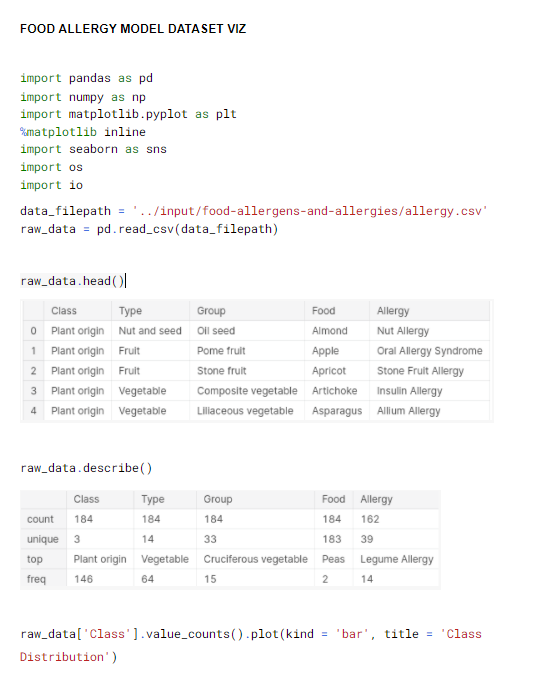 FOOD ALLERGY MODEL DATASET VIZ
import pandas as pd
import numpy as np
import matplotlib.pyplot as plt
%matplotlib inline
import seaborn as sns
import os
import io
data_filepath = '../input/food-allergens-and-allergies/allergy.csv'
raw_data = pd.read_csv(data_filepath)
raw_data.head()
Class Type Group Food Allergy
0 Plant origin Nut and seed Oil seed Almond Nut Allergy
1 Plant origin Fruit Pome fruit Apple Oral Allergy Syndrome
2 Plant origin Fruit Stone fruit Apricot Stone Fruit Allergy
3 Plant origin Vegetable Composite vegetable Artichoke Insulin Allergy
4 Plant origin Vegetable Liliaceous vegetable Asparagus Allium Allergy
raw_data.describe()
Class Type Group Food Allergy
count 184 184 184 184 162
unique 3 14 33 183 39
top Plant origin Vegetable Cruciferous vegetable Peas Legume Allergy
freq 146 64 15 2 14
raw_data['Class'].value_counts().plot(kind = 'bar', title = 'Class
Distribution')